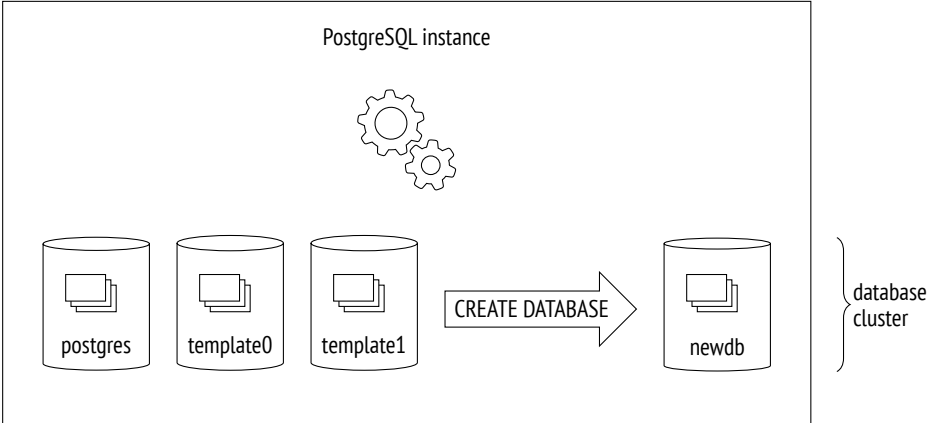 PostgreSQL instance
postgres
template0
template1
CREATE DATABASE
newdb
database
cluster